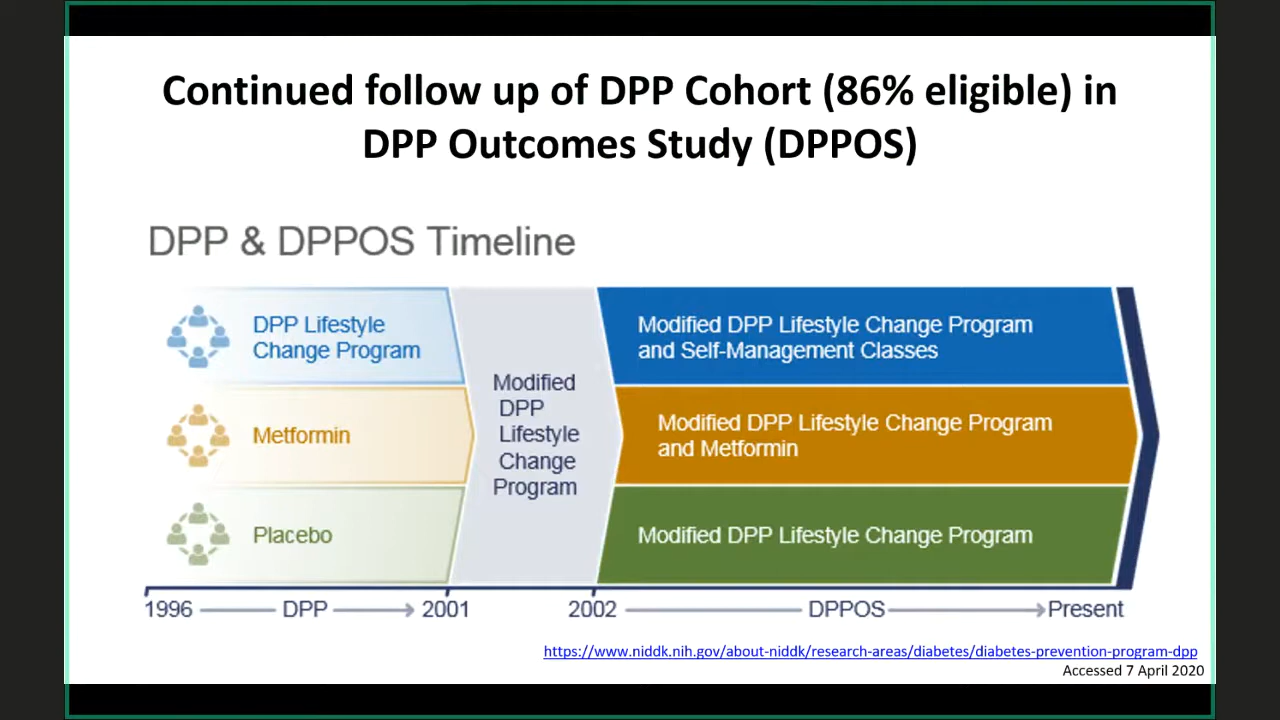 Continued follow up of DPP Cohort (86% eligible) in
DPP Outcomes Study (DPPOS)
DPP & DPPOS Timeline
DPP Lifestyle
Change Program
Metformin
Placebo
Modified
DPP
Lifestyle
Change
Program
Modified DPP Lifestyle Change Program
and Self-Management Classes
Modified DPP Lifestyle Change Program
and Metformin
Modified DPP Lifestyle Change Program
1996 DPP 2001 2002 DPPOS Present
https://www.niddk.nih.gov/about-niddk/research-areas/diabetes/diabetes-prevention-program-dpp
Accessed 7 April 2020